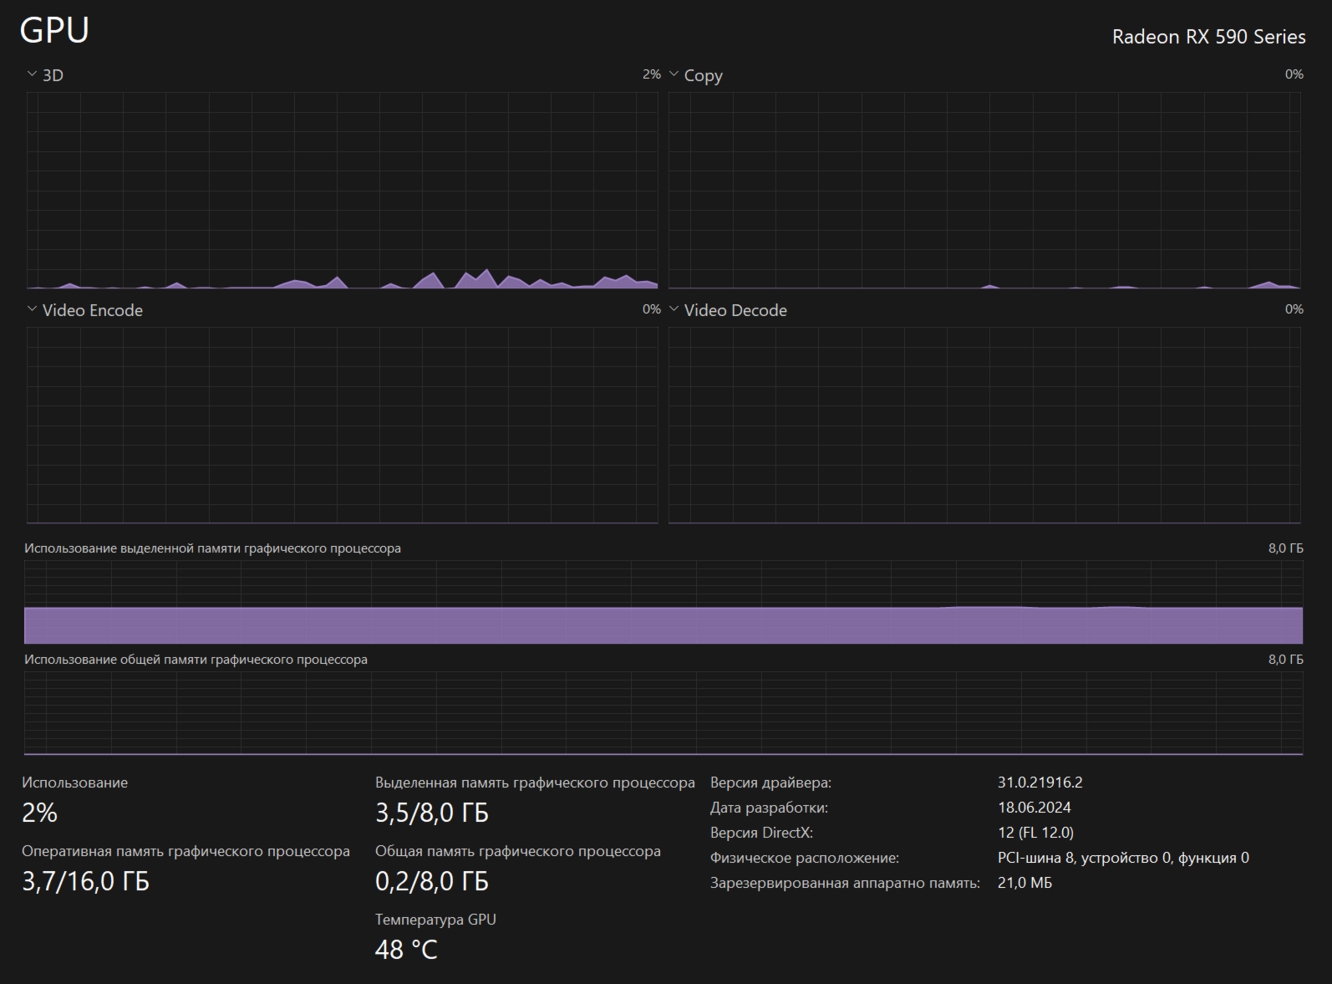 GPU
Radeon RX 590 Series
3D 2%
Copy 0%
Video Encode 0%
Video Decode 0%
Использование выделенной памяти графического процессора 8,0 ГБ
Использование общей памяти графического процессора 8,0 ГБ
Использование
2%
Оперативная память графического процессора
3,7/16,0 ГБ
Выделенная память графического процессора
3,5/8,0 ГБ
Общая память графического процессора
0,2/8,0 ГБ
Температура GPU
48 °C
Версия драйвера: 31.0.21916.2
Дата разработки: 18.06.2024
Версия DirectX: 12 (FL 12.0)
Физическое расположение: PCI-шина 8, устройство 0, функция 0
Зарезервированная аппаратно память: 21,0 МБ